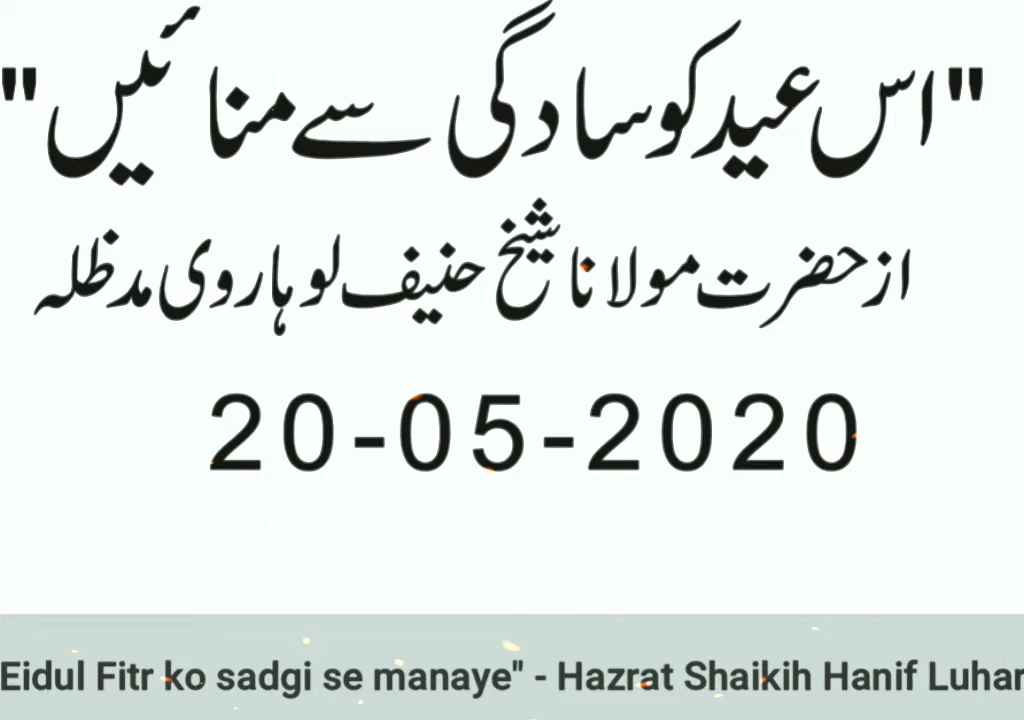 "اس عید کو سادگی سے منائیں"
از حضرت مولانا شیخ حنیف لوہاروی مدظلہ
20-05-2020
Eidul Fitr ko sadgi se manaye" - Hazrat Shaikih Hanif Luhar